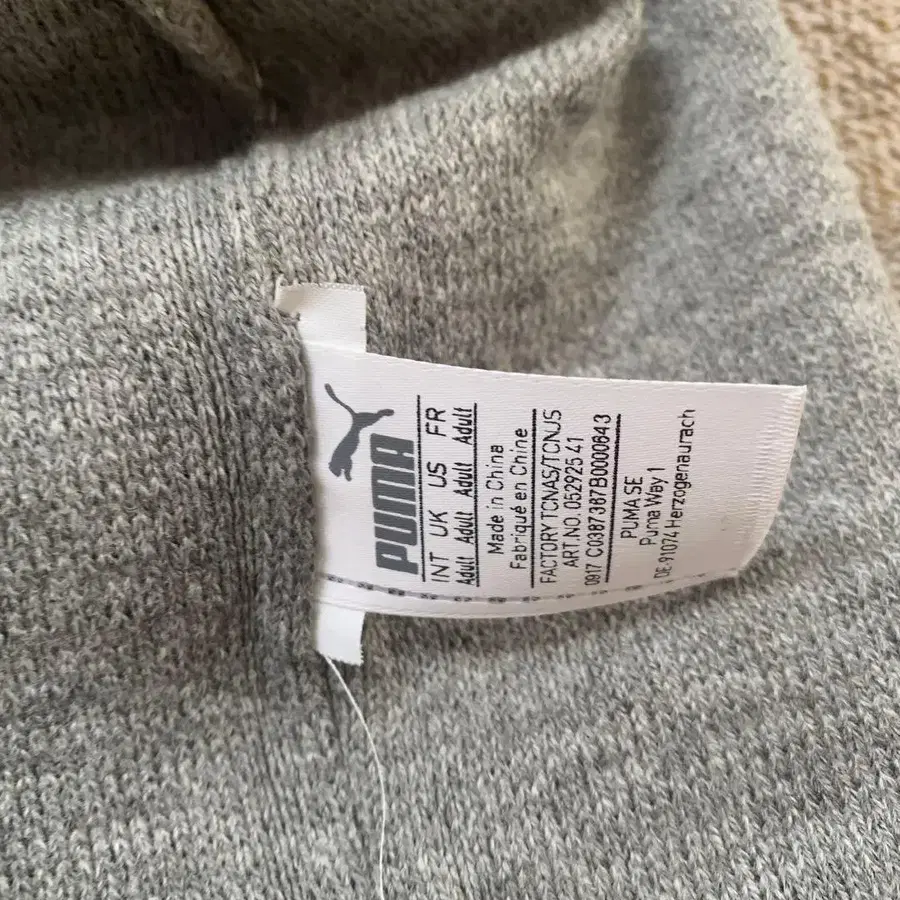 PUMA
INT UK US FR
Adult Adult Adult Adult
Made in China
Fabriqué en Chine
FACTORY TCNAS/TCNJS
ART.NO. 052925 41
0917 C0387387B0000643
PUMA SE
Puma Way 1
DE-91074 Herzogenaurach